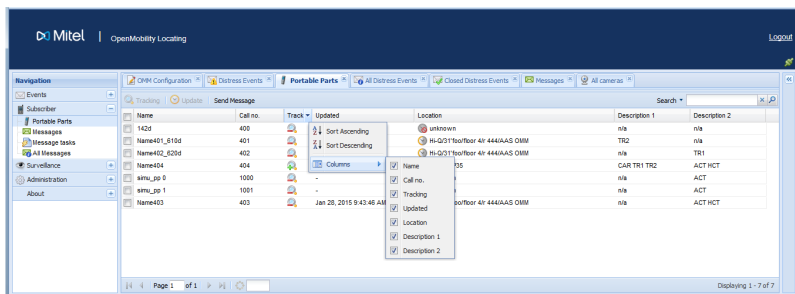 Mitel | OpenMobility Locating
Logout
Navigation
Events
Subscriber
Portable Parts
Messages
Message tasks
All Messages
Surveillance
Administration
About
OMM Configuration Distress Events Portable Parts All Distress Events Closed Distress Events Messages All cameras
Tracking Update Send Message Search
Name Call no. Track Updated Location Description 1 Description 2
142d 400 unknown n/a n/a
Name401_610d 401 Hi-Q/31'foo/floor 4/r 444/AAS OMM TR2 n/a
Name402_620d 402 Hi-Q/31'foo/floor 4/r 444/AAS OMM n/a TR1
Name404 404 '35 CAR TR1 TR2 ACT HCT
simu_pp 0 1000 - n/a ACT HCT
simu_pp 1 1001 - n/a ACT HCT
Name403 403 Jan 28, 2015 9:43:46 AM 'oo/floor 4/r 444/AAS OMM n/a ACT HCT
Sort Ascending
Sort Descending
Columns
Name
Call no.
Tracking
Updated
Location
Description 1
Description 2
Page 1 of 1
Displaying 1 - 7 of 7